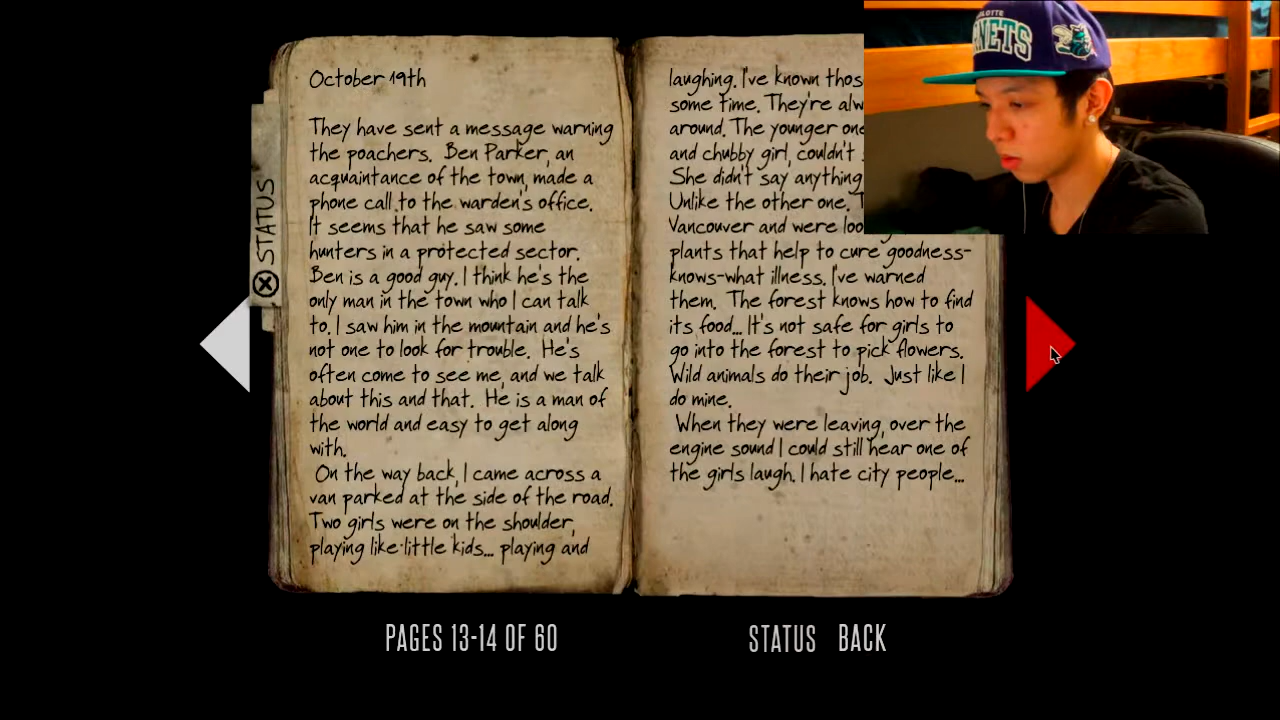 October 19th
They have sent a message warning
the poachers. Ben Parker, an
acquaintance of the town, made a
phone call to the warden's office.
It seems that he saw some
hunters in a protected sector.
Ben is a good guy. I think he's the
only man in the town who I can talk
to. I saw him in the mountain and he's
not one to look for trouble. He's
often come to see me, and we talk
about this and that. He is a man of
the world and easy to get along
with.
On the way back, I came across a
van parked at the side of the road.
Two girls were on the shoulder,
playing like little kids... playing and
laughing. I've known
some time. They're
around. The younger
and chubby girl, couldn't
She didn't say anything
Unlike the other one.
Vancouver and were
plants that help to cure goodness-
knows-what illness. I've warned
them. The forest knows how to find
its food... It's not safe for girls to
go into the forest to pick flowers.
Wild animals do their job. Just like I
do mine.
When they were leaving, over the
engine sound I could still hear one of
the girls laugh. I hate city people...
STATUS
PAGES 13-14 OF 60
STATUS BACK